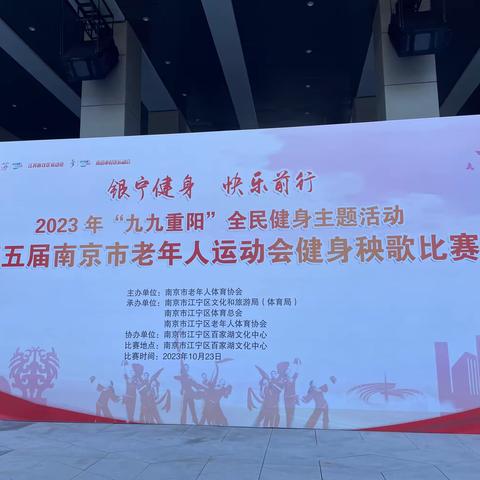 银宁健身 快乐前行
2023 年“九九重阳”全民健身主题活动
五届南京市老年人运动会健身秧歌比赛
主办单位：南京市老年人体育协会
承办单位：南京市江宁区文化和旅游局（体育局）
南京市江宁区体育总会
南京市江宁区老年人体育协会
协办单位：南京市江宁区百家湖文化中心
比赛地点：南京市江宁区百家湖文化中心
比赛时间：2023年10月23日